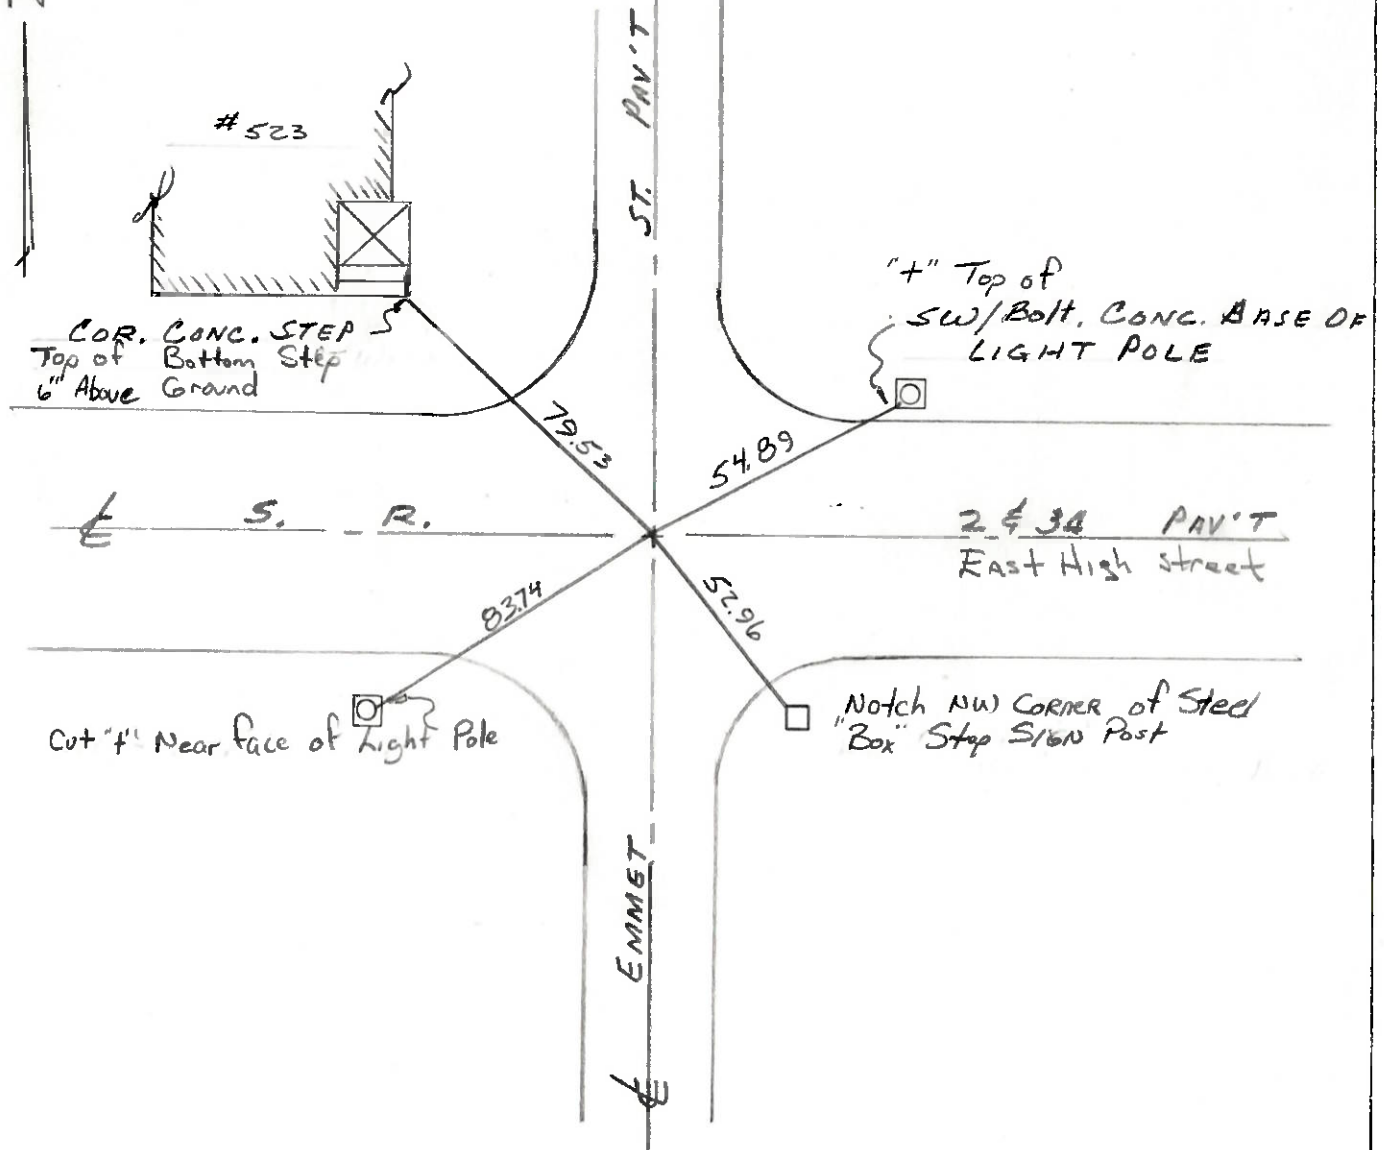 N
ST. PAV'T
# 523
"+" Top of
SW/Bolt. CONC. BASE OF
LIGHT POLE
COR. CONC. STEP
Top of Bottom Step
6" Above Ground
79.53
54.89
℄ S. R. 2 & 34 PAV'T
East High Street
83.74
52.96
Notch NW CORNER of Steel
"Box" Stop SIGN Post
Cut "+" Near face of Light Pole
℄ EMMET